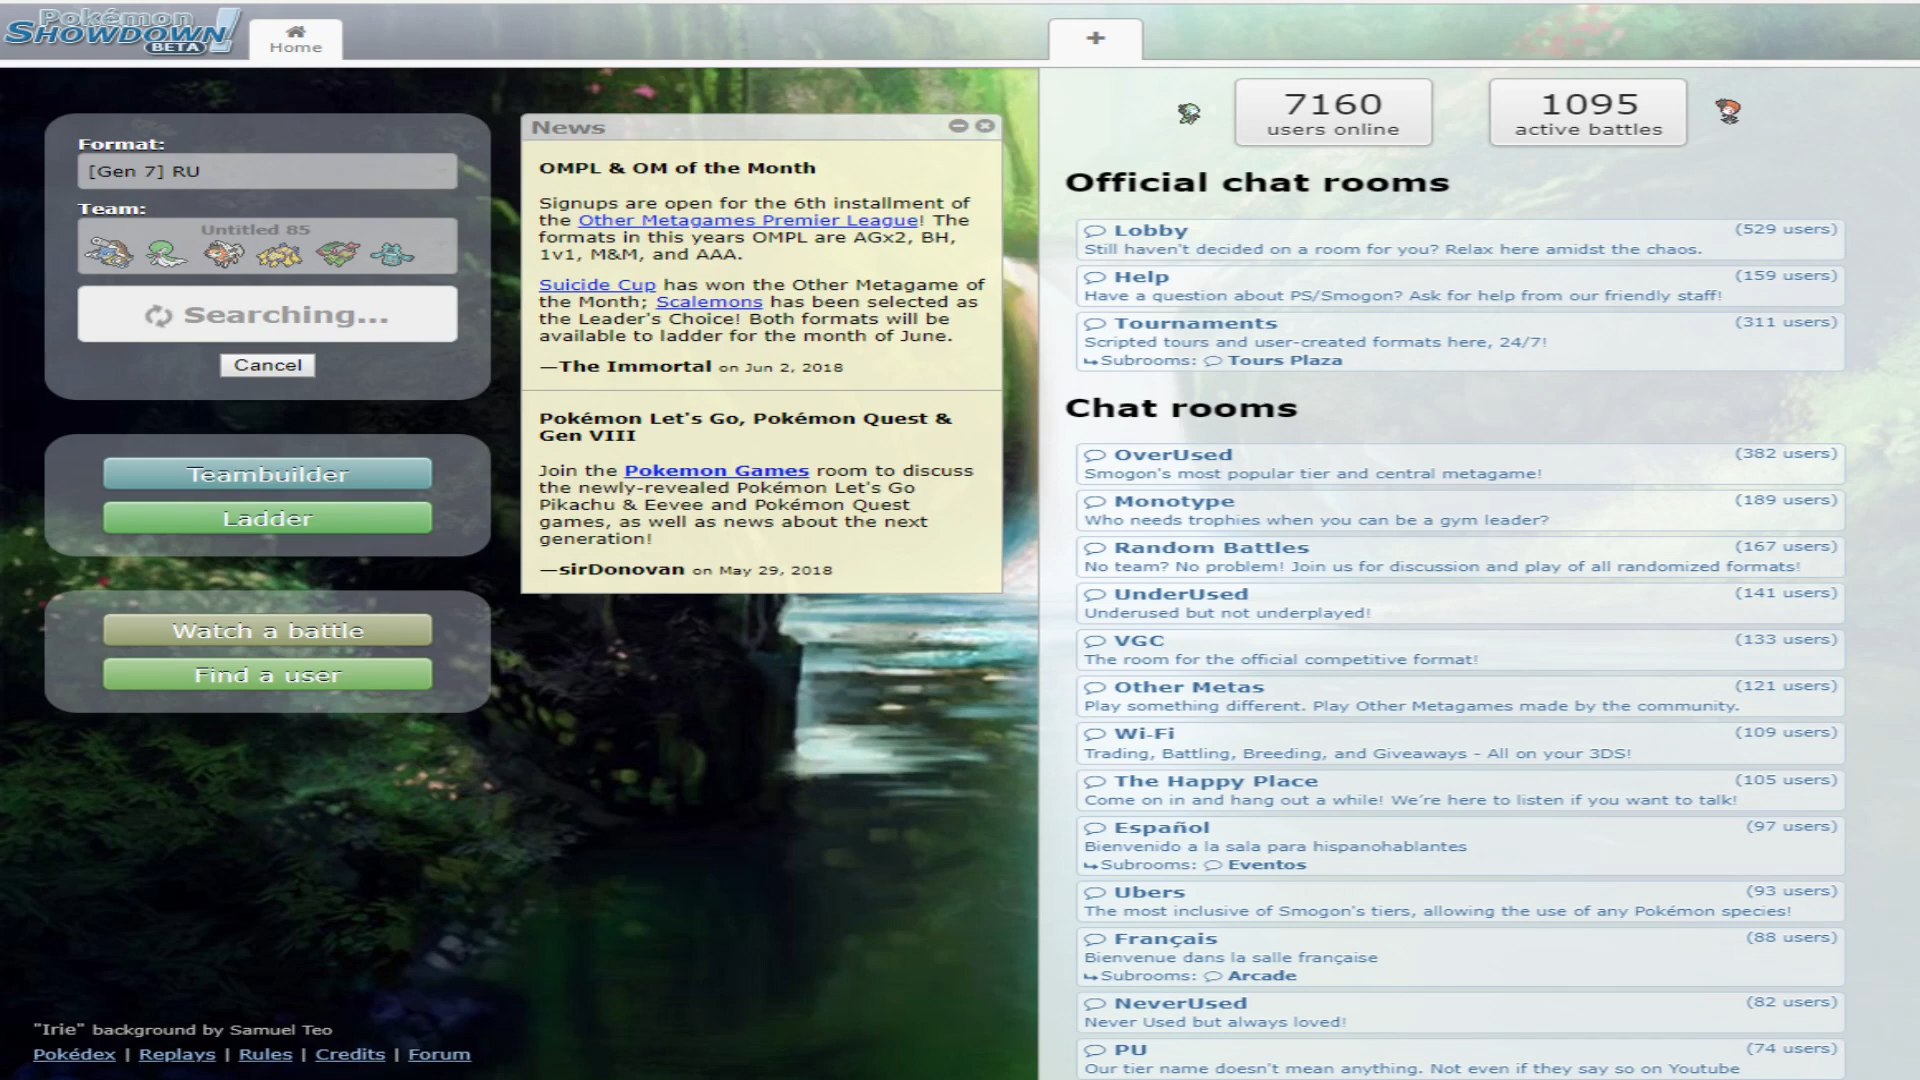 Pokémon
SHOWDOWN!
BETA
Home
+
Format:
[Gen 7] RU
Team:
Untitled 85
Searching...
Cancel
Teambuilder
Ladder
Watch a battle
Find a user
"Irie" background by Samuel Teo
Pokédex | Replays | Rules | Credits | Forum
News
OMPL & OM of the Month
Signups are open for the 6th installment of
the Other Metagames Premier League! The
formats in this years OMPL are AGx2, BH,
1v1, M&M, and AAA.
Suicide Cup has won the Other Metagame of
the Month; Scalemons has been selected as
the Leader's Choice! Both formats will be
available to ladder for the month of June.
—The Immortal on Jun 2, 2018
Pokémon Let's Go, Pokémon Quest &
Gen VIII
Join the Pokemon Games room to discuss
the newly-revealed Pokémon Let's Go
Pikachu & Eevee and Pokémon Quest
games, as well as news about the next
generation!
—sirDonovan on May 29, 2018
7160
users online
1095
active battles
Official chat rooms
Lobby (529 users)
Still haven't decided on a room for you? Relax here amidst the chaos.
Help (159 users)
Have a question about PS/Smogon? Ask for help from our friendly staff!
Tournaments (311 users)
Scripted tours and user-created formats here, 24/7!
↳Subrooms: Tours Plaza
Chat rooms
OverUsed (382 users)
Smogon's most popular tier and central metagame!
Monotype (189 users)
Who needs trophies when you can be a gym leader?
Random Battles (167 users)
No team? No problem! Join us for discussion and play of all randomized formats!
UnderUsed (141 users)
Underused but not underplayed!
VGC (133 users)
The room for the official competitive format!
Other Metas (121 users)
Play something different. Play Other Metagames made by the community.
Wi-Fi (109 users)
Trading, Battling, Breeding, and Giveaways - All on your 3DS!
The Happy Place (105 users)
Come on in and hang out a while! We're here to listen if you want to talk!
Español (97 users)
Bienvenido a la sala para hispanohablantes
↳Subrooms: Eventos
Ubers (93 users)
The most inclusive of Smogon's tiers, allowing the use of any Pokémon species!
Français (88 users)
Bienvenue dans la salle française
↳Subrooms: Arcade
NeverUsed (82 users)
Never Used but always loved!
PU (74 users)
Our tier name doesn't mean anything. Not even if they say so on Youtube